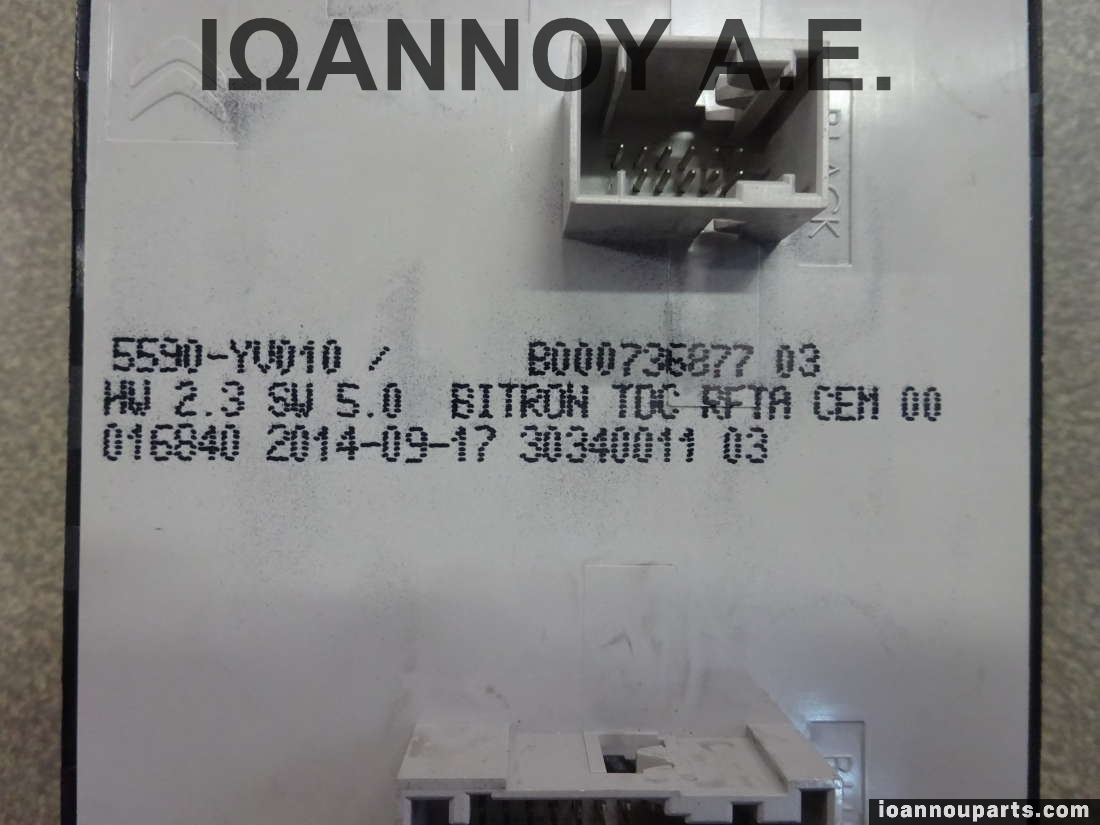 ΙΩΑΝΝΟΥ Α.Ε.
BLACK
5590-YV010 / B000736877 03
HW 2.3 SW 5.0 BITRON TDC RFTA CEM 00
016840 2014-09-17 30340011 03
ioannouparts.com